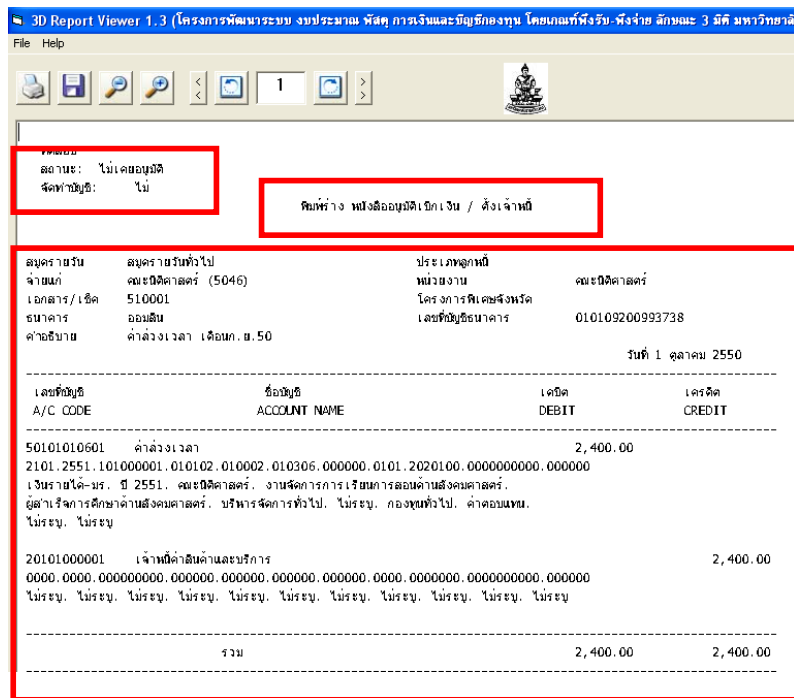 3D Report Viewer 1.3 (โครงการพัฒนาระบบ งบประมาณ พัสดุ การเงินและบัญชีกองทุน โดยเกณฑ์พึงรับ-พึงจ่าย ลักษณะ 3 มิติ มหาวิทยาลั
File Help
1
สถานะ: ไม่เคยอนุมัติ
จัดทำบัญชี: ไม่
พิมพ์ร่าง หนังสืออนุมัติเบิกเงิน / ตั้งเจ้าหนี้
สมุดรายวัน สมุดรายวันทั่วไป ประเภทลูกหนี้
จ่ายแก่ คณะนิติศาสตร์ (5046) หน่วยงาน คณะนิติศาสตร์
เอกสาร/เช็ค 510001 โครงการพิเศษจังหวัด
ธนาคาร ออมสิน เลขที่บัญชีธนาคาร 010109200993738
คำอธิบาย ค่าล่วงเวลา เดือนก.ย.50
วันที่ 1 ตุลาคม 2550
เลขที่บัญชี ชื่อบัญชี เดบิต เครดิต
A/C CODE ACCOUNT NAME DEBIT CREDIT
50101010601 ค่าล่วงเวลา 2,400.00
2101.2551.101000001.010102.010002.010306.000000.0101.2020100.0000000000.000000
เงินรายได้-มร. ปี 2551. คณะนิติศาสตร์. งานจัดการการเรียนการสอนด้านสังคมศาสตร์.
ผู้สำเร็จการศึกษาด้านสังคมศาสตร์. บริหารจัดการทั่วไป. ไม่ระบุ. กองทุนทั่วไป. ค่าตอบแทน.
ไม่ระบุ. ไม่ระบุ
20101000001 เจ้าหนี้ค่าสินค้าและบริการ 2,400.00
0000.0000.000000000.000000.000000.000000.000000.0000.0000000.0000000000.000000
ไม่ระบุ. ไม่ระบุ. ไม่ระบุ. ไม่ระบุ. ไม่ระบุ. ไม่ระบุ. ไม่ระบุ. ไม่ระบุ. ไม่ระบุ. ไม่ระบุ. ไม่ระบุ
รวม 2,400.00 2,400.00